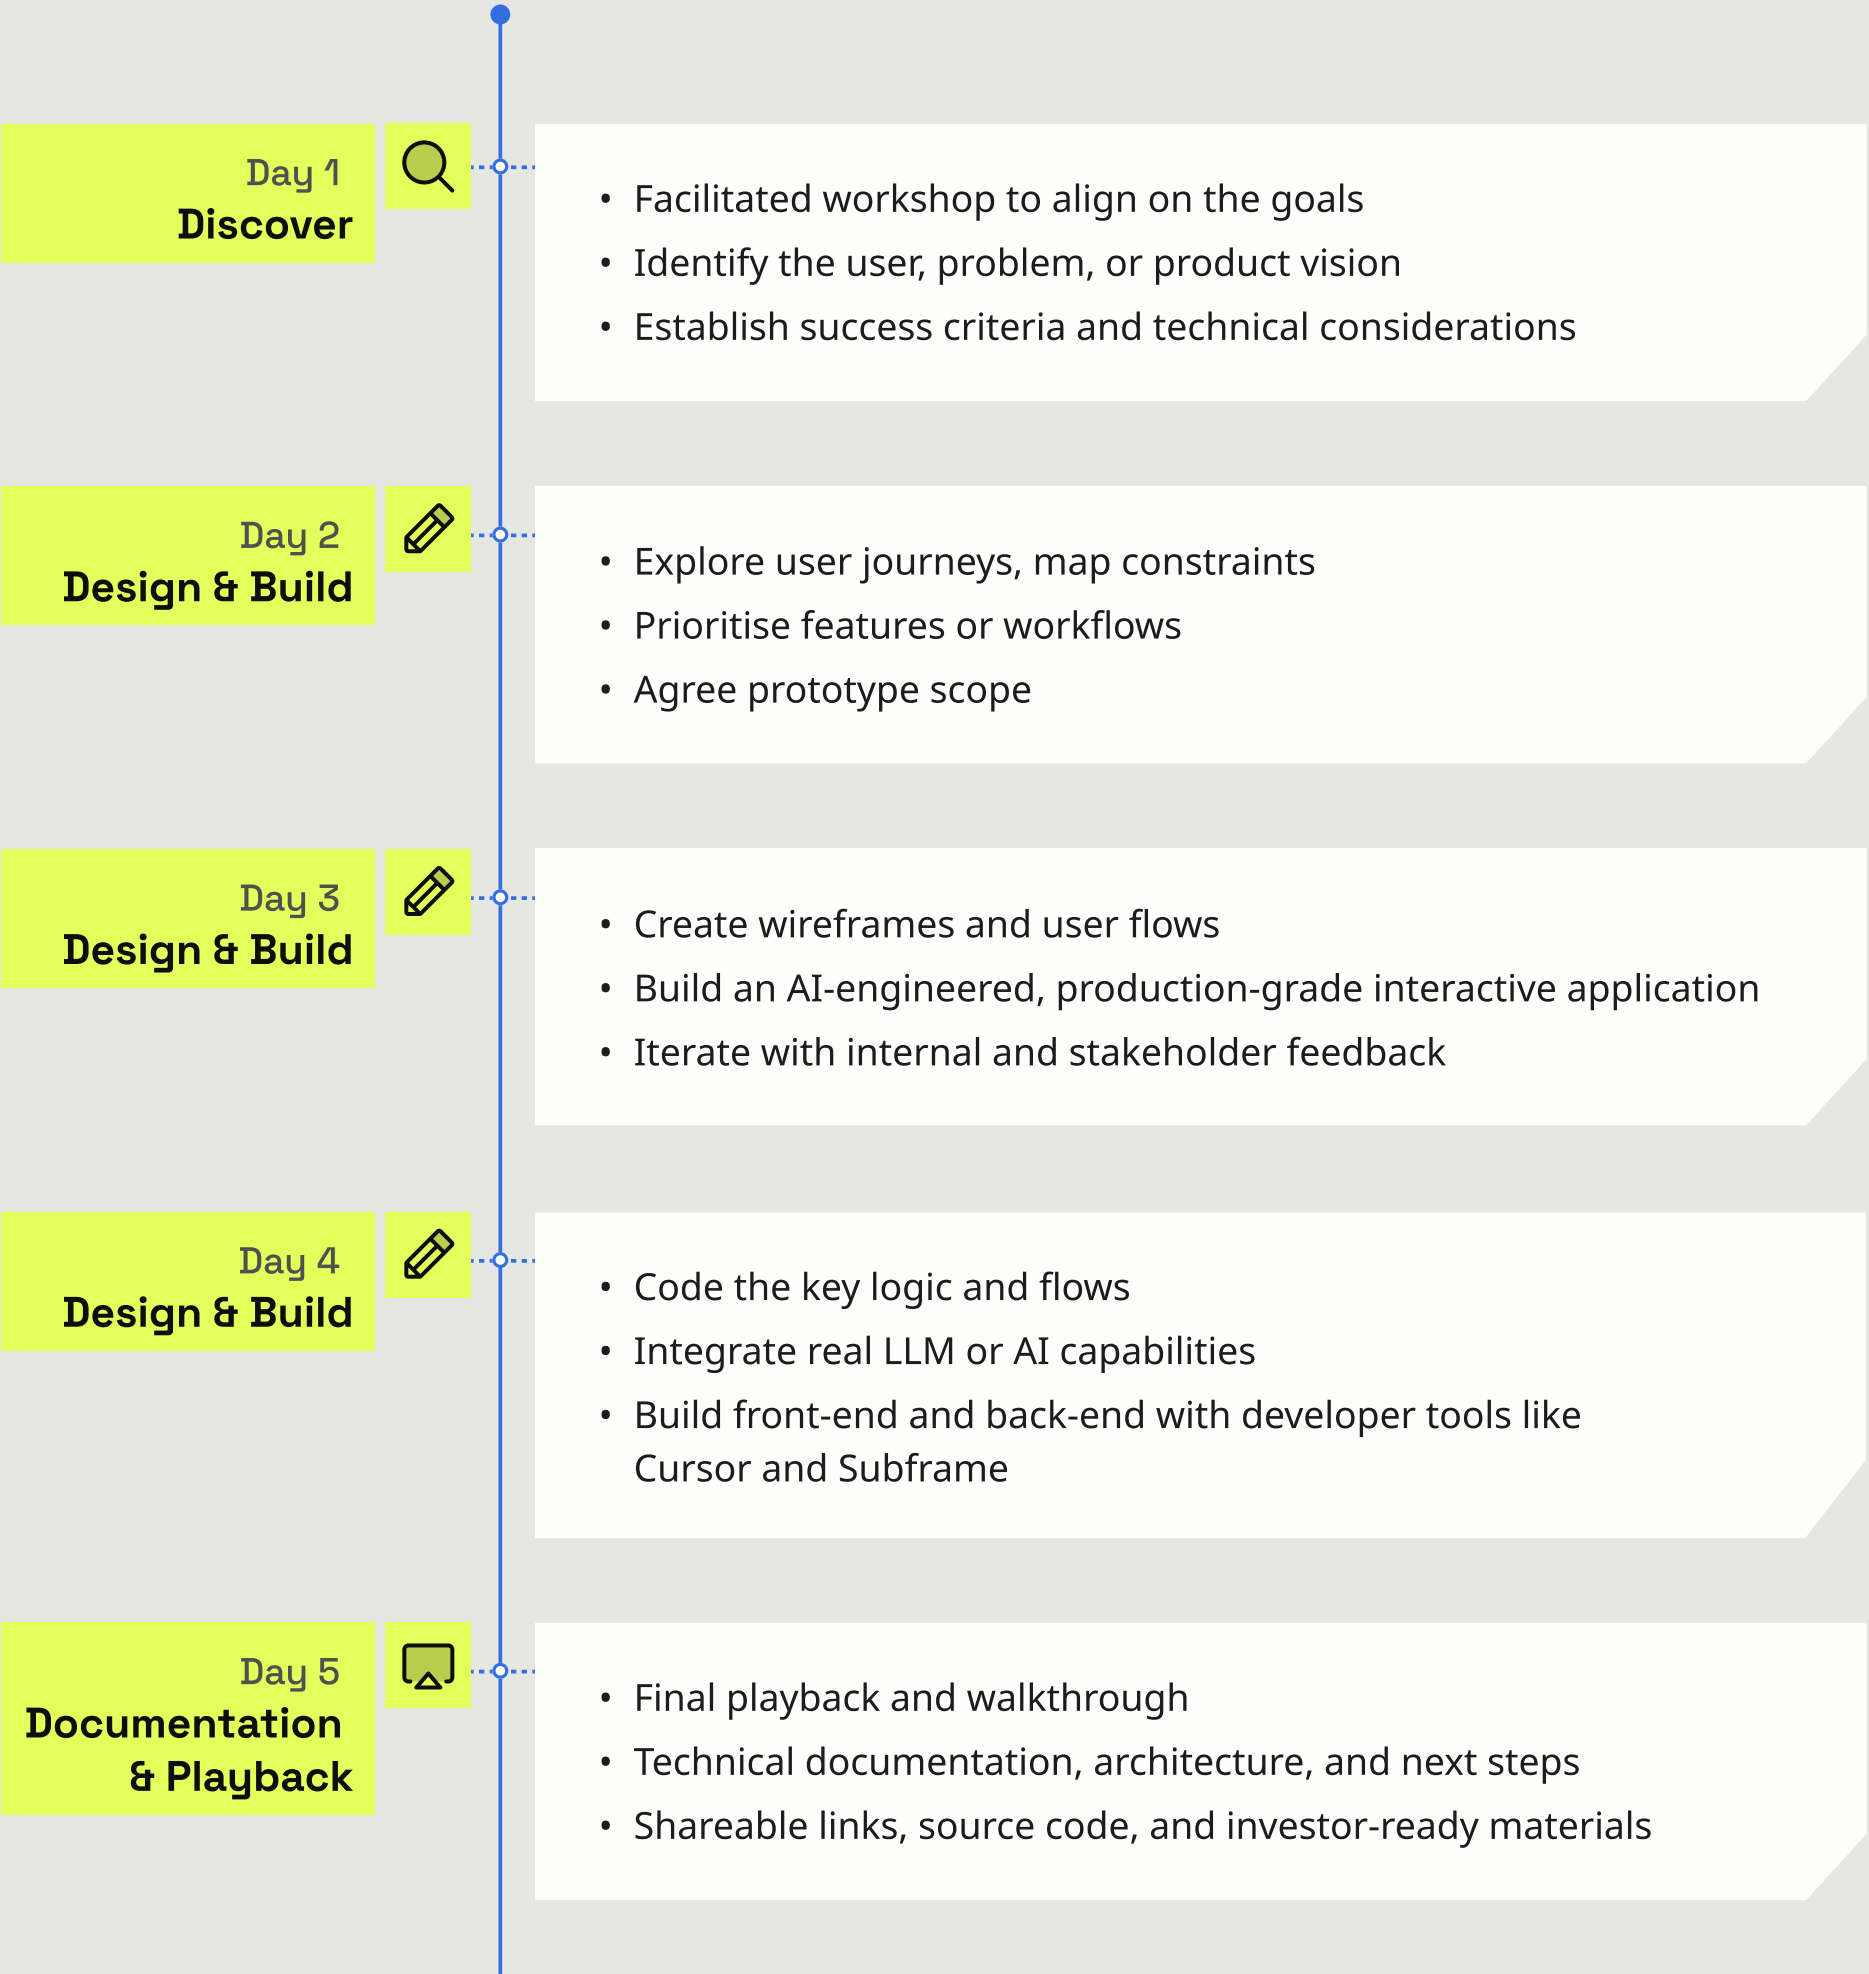 Day 1
Discover
• Facilitated workshop to align on the goals
• Identify the user, problem, or product vision
• Establish success criteria and technical considerations
Day 2
Design & Build
• Explore user journeys, map constraints
• Prioritise features or workflows
• Agree prototype scope
Day 3
Design & Build
• Create wireframes and user flows
• Build an AI-engineered, production-grade interactive application
• Iterate with internal and stakeholder feedback
Day 4
Design & Build
• Code the key logic and flows
• Integrate real LLM or AI capabilities
• Build front-end and back-end with developer tools like
Cursor and Subframe
Day 5
Documentation
& Playback
• Final playback and walkthrough
• Technical documentation, architecture, and next steps
• Shareable links, source code, and investor-ready materials